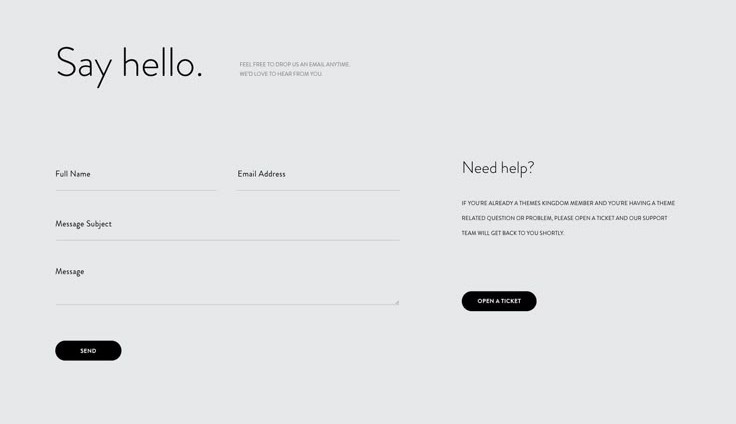 Say hello.
FEEL FREE TO DROP US AN EMAIL ANYTIME.
WE'D LOVE TO HEAR FROM YOU.
Full Name
Email Address
Message Subject
Message
SEND
Need help?
IF YOU'RE ALREADY A THEMES KINGDOM MEMBER AND YOU'RE HAVING A THEME
RELATED QUESTION OR PROBLEM, PLEASE OPEN A TICKET AND OUR SUPPORT
TEAM WILL GET BACK TO YOU SHORTLY.
OPEN A TICKET